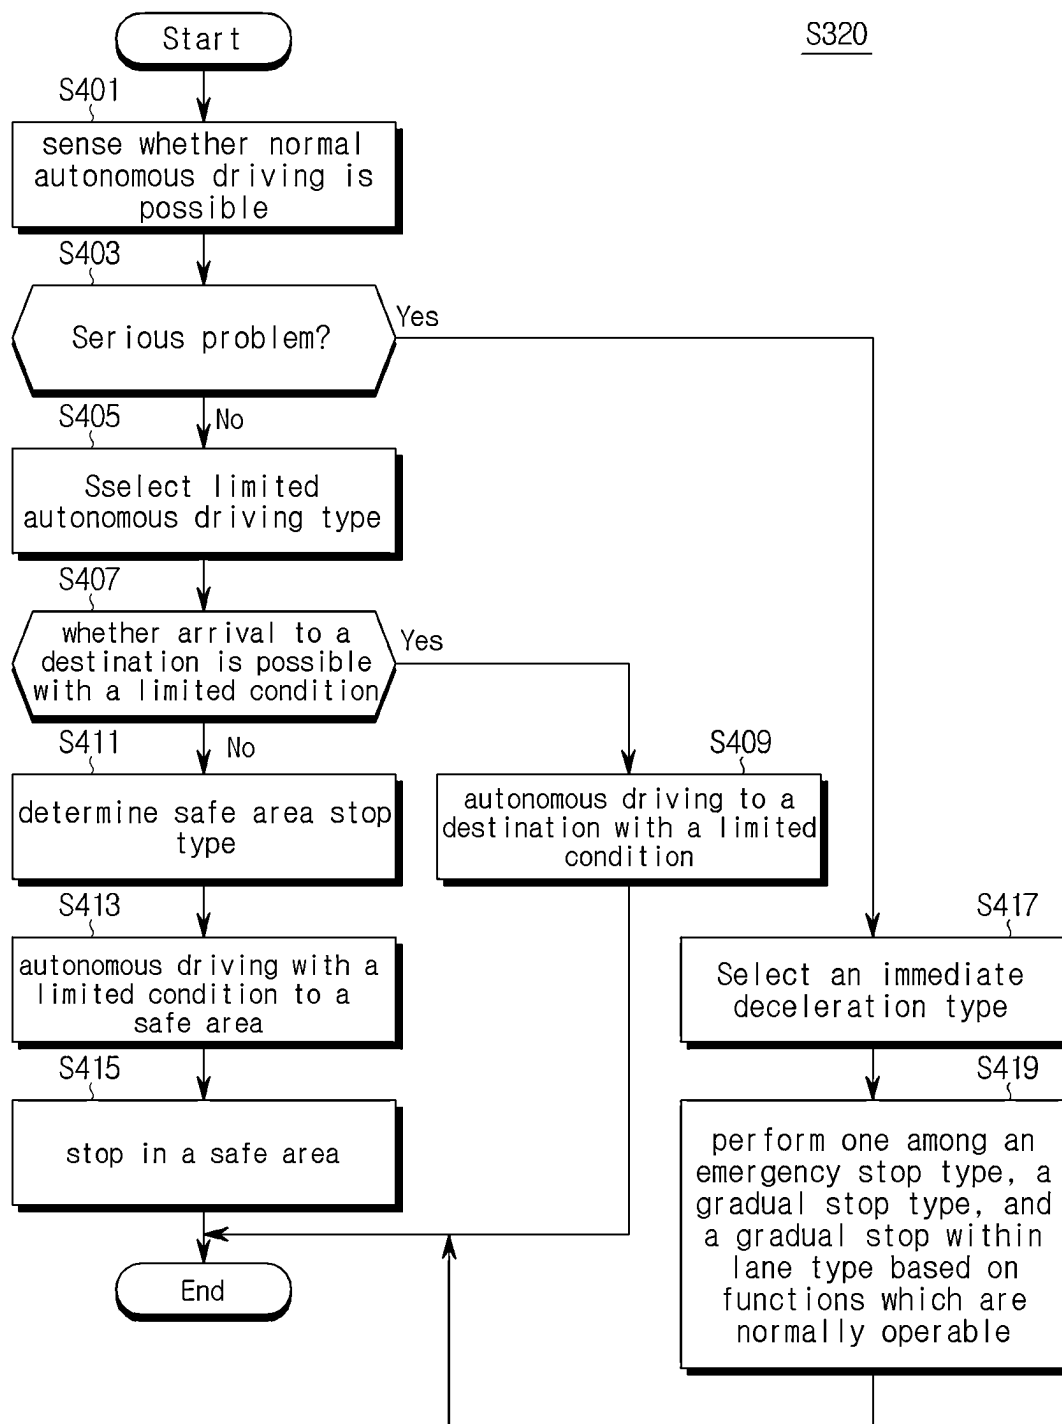 Start
S320
S401
sense whether normal
autonomous driving is
possible
S403
Serious problem?
Yes
No
S405
Sselect limited
autonomous driving type
S407
whether arrival to a
destination is possible
with a limited condition
Yes
No
S411
determine safe area stop
type
S409
autonomous driving to a
destination with a limited
condition
S413
autonomous driving with a
limited condition to a
safe area
S417
Select an immediate
deceleration type
S415
stop in a safe area
S419
perform one among an
emergency stop type, a
gradual stop type, and
a gradual stop within
lane type based on
functions which are
normally operable
End